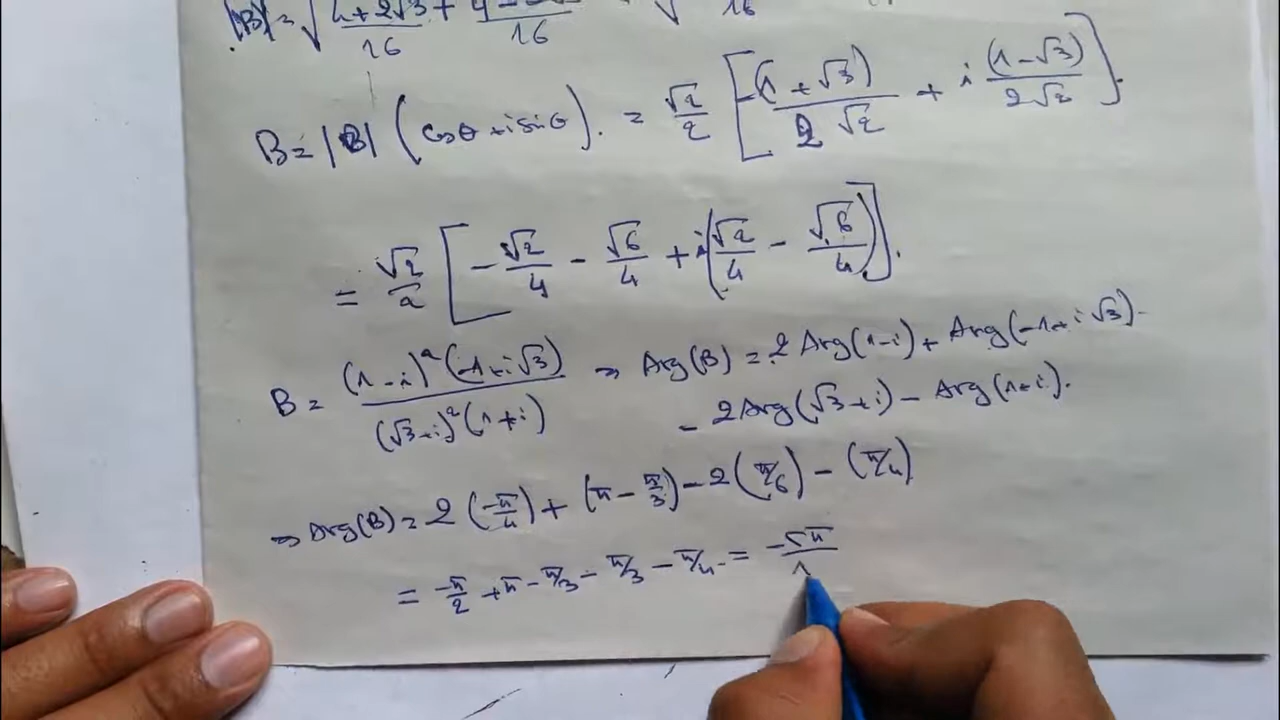 |B| = √(4+2√3/16 + 4-2/16 √ 16
B = |B| (cosθ + i sinθ). = √2/2 [-(1+√3)/2√2 + i (1-√3)/2√2].
= √2/2 [-√2/4 - √6/4 + i(√2/4 - √6/4)].
B = (1-i)²(-1+i√3)/(√3+i)²(1+i) ⇒ Arg(B) = 2Arg(1-i) + Arg(-1+i√3).
- 2Arg(√3+i) - Arg(1+i).
⇒ Arg(B) = 2(-π/4) + (π - π/3) - 2(π/6) - (π/4)
= -π/2 + π - π/3 - π/3 - π/4. = -5π/1